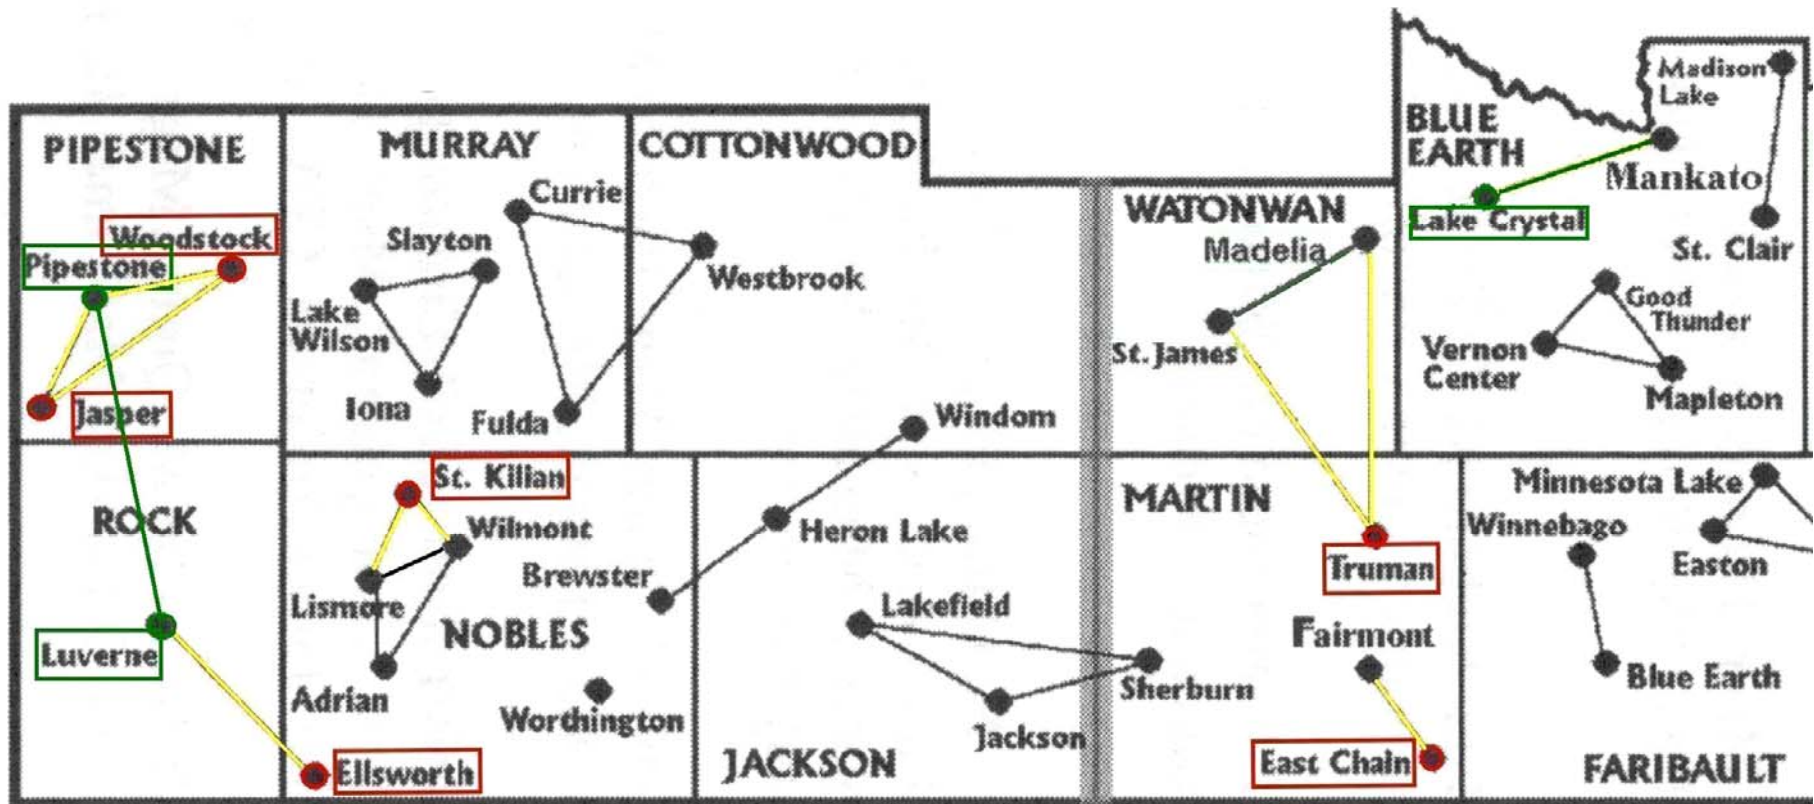 PIPESTONE
Woodstock
Pipestone
Jasper
ROCK
Luverne
Ellsworth
MURRAY
Currie
Slayton
Lake
Wilson
Iona
Fulda
COTTONWOOD
Westbrook
Windom
St. Kilian
Wilmont
Lismore
Brewster
NOBLES
Adrian
Worthington
Heron Lake
Lakefield
Jackson
JACKSON
WATONWAN
Madelia
St. James
MARTIN
Truman
Fairmont
Sherburn
East Chain
BLUE
EARTH
Madison
Lake
Mankato
Lake Crystal
St. Clair
Good
Thunder
Vernon
Center
Mapleton
Minnesota Lake
Winnebago
Easton
Blue Earth
FARIBAULT